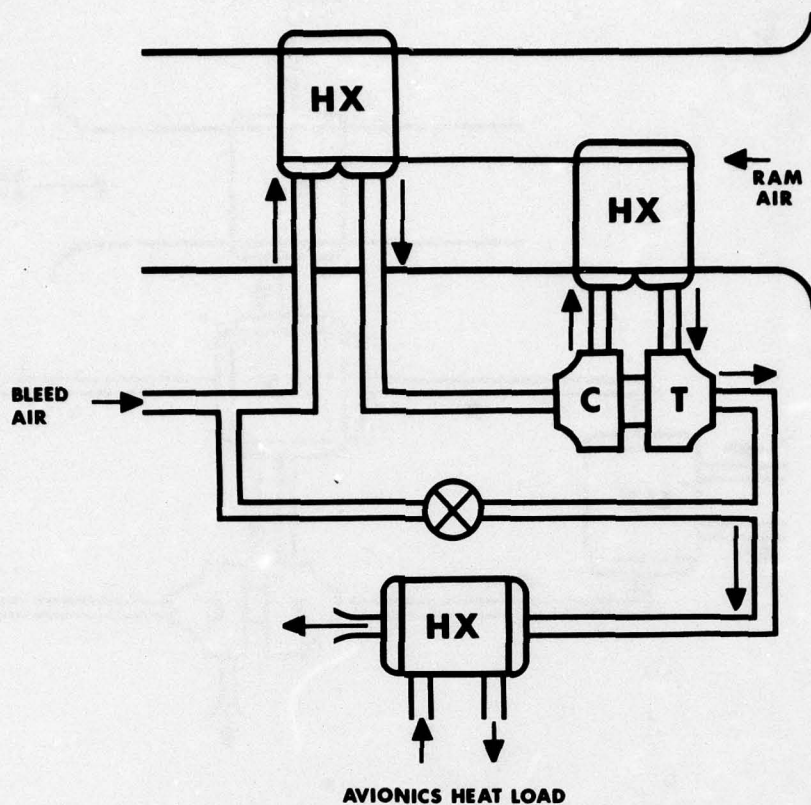 HX
RAM
AIR
HX
BLEED
AIR
C
T
HX
AVIONICS HEAT LOAD